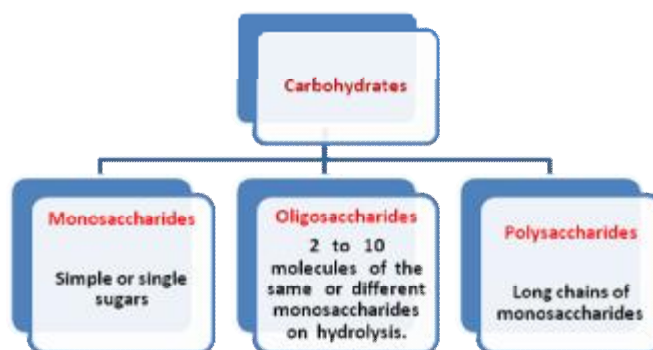 Carbohydrates
Monosaccharides
Simple or single
sugars
Oligosaccharides
2 to 10
molecules of the
same or different
monosaccharides
on hydrolysis.
Polysaccharides
Long chains of
monosaccharides